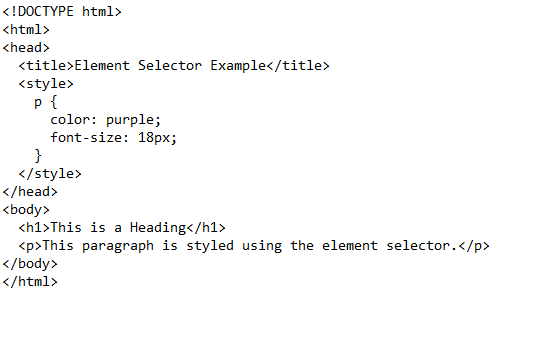 <!DOCTYPE html>
<html>
<head>
  <title>Element Selector Example</title>
  <style>
    p {
      color: purple;
      font-size: 18px;
    }
  </style>
</head>
<body>
  <h1>This is a Heading</h1>
  <p>This paragraph is styled using the element selector.</p>
</body>
</html>